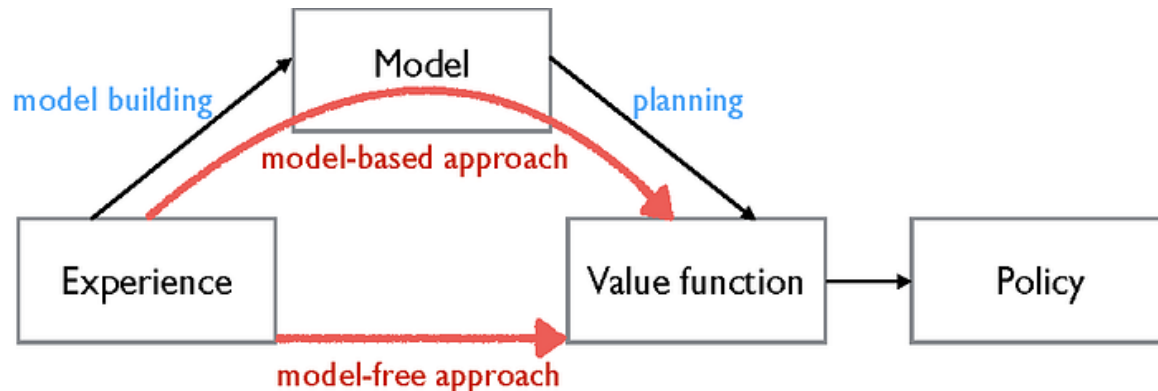 Model
model building
planning
model-based approach
Experience
Value function
Policy
model-free approach